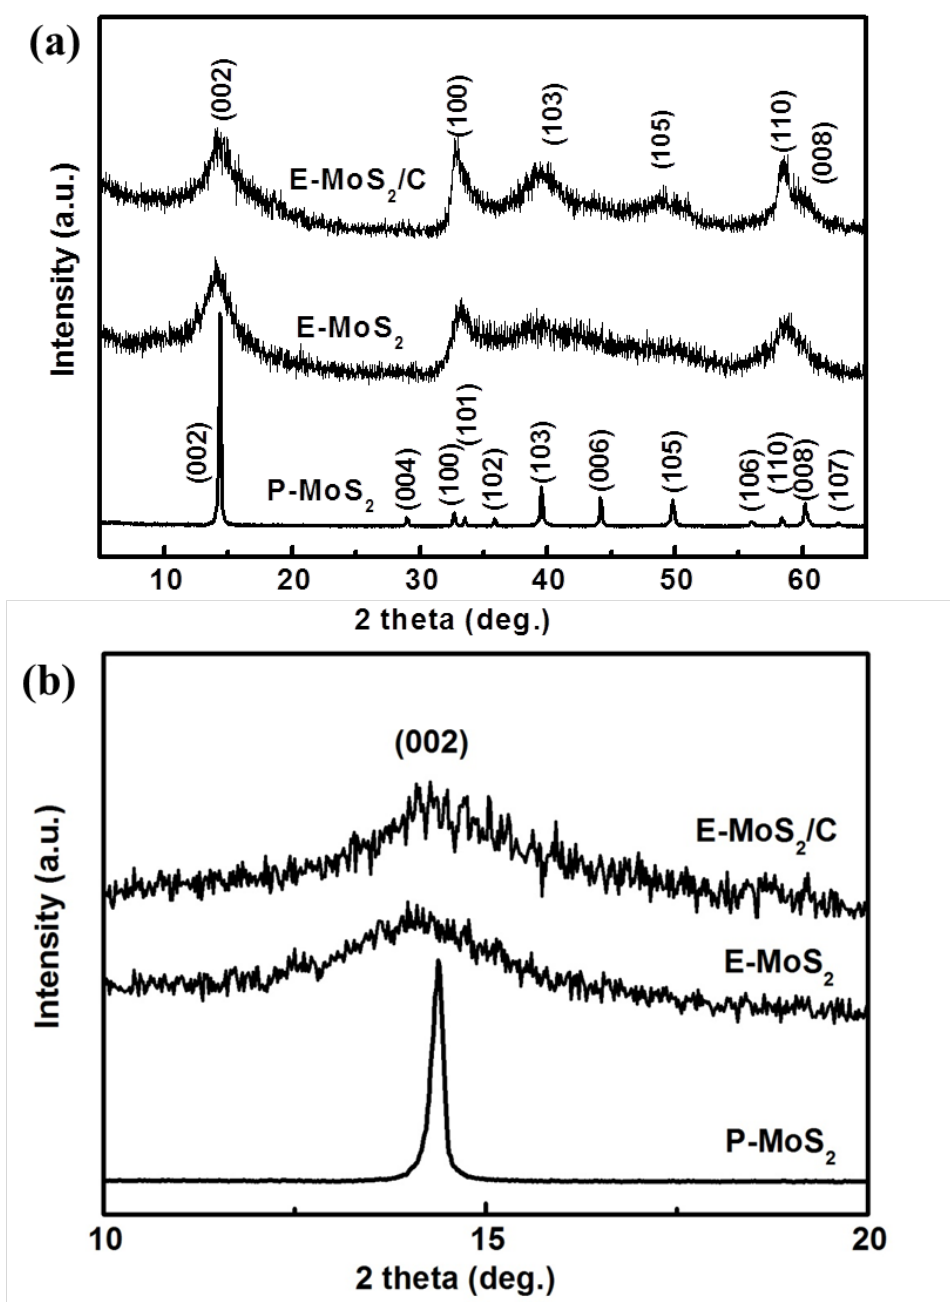 (a)
(002)
(100)
(103)
(105)
(110)
(008)
E-MoS₂/C
E-MoS₂
(002)
P-MoS₂
(004)
(100)
(101)
(102)
(103)
(006)
(105)
(106)
(110)
(008)
(107)
Intensity (a.u.)
10 20 30 40 50 60
2 theta (deg.)
(b)
(002)
E-MoS₂/C
E-MoS₂
P-MoS₂
Intensity (a.u.)
10 15 20
2 theta (deg.)